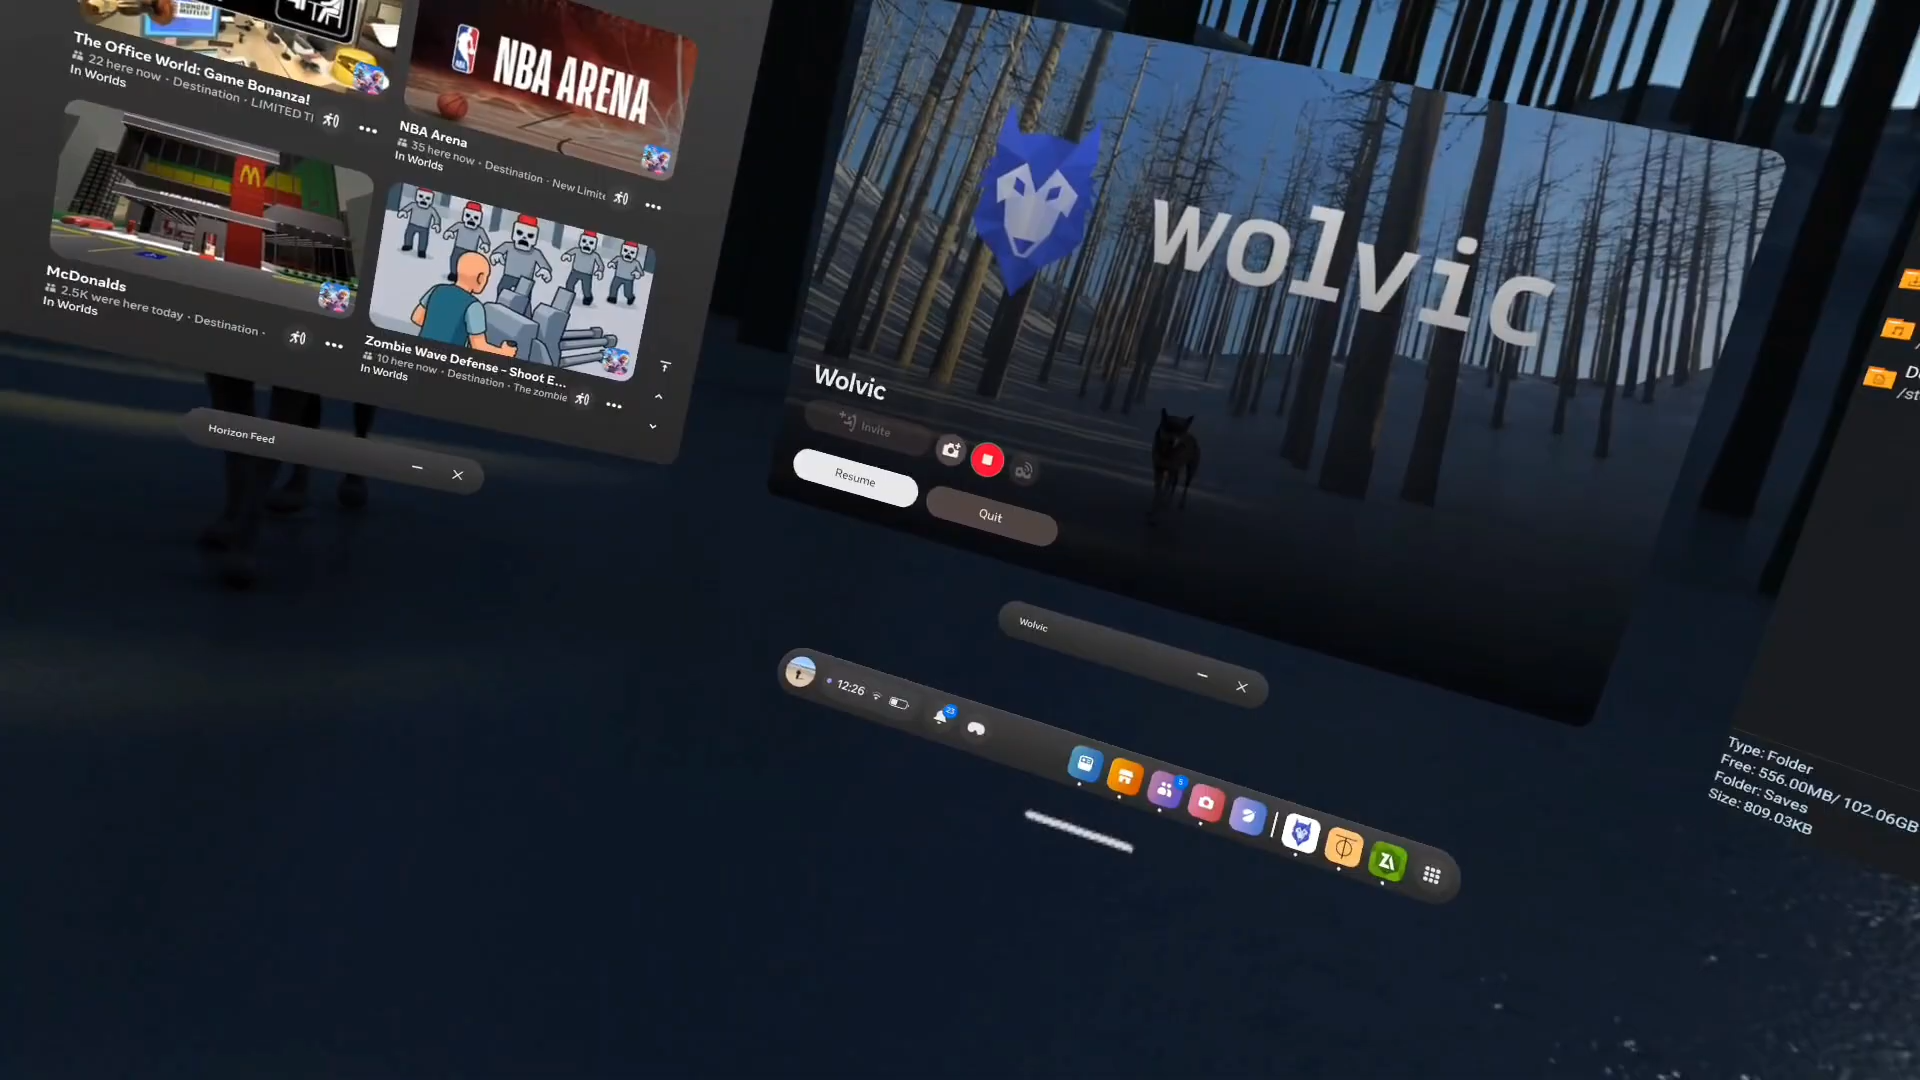 The Office World: Game Bonanza!
22 here now · Destination · LIMITED TI
In Worlds
NBA ARENA
NBA Arena
35 here now · Destination · New Limite
In Worlds
McDonalds
2.5K were here today · Destination ·
In Worlds
Zombie Wave Defense – Shoot E...
10 here now · Destination · The zombie
In Worlds
Horizon Feed
wolvic
Wolvic
Invite
Resume
Quit
Wolvic
12:26
23
5
Type: Folder
Free: 556.00MB/ 102.06GB
Folder: Saves
Size: 809.03KB